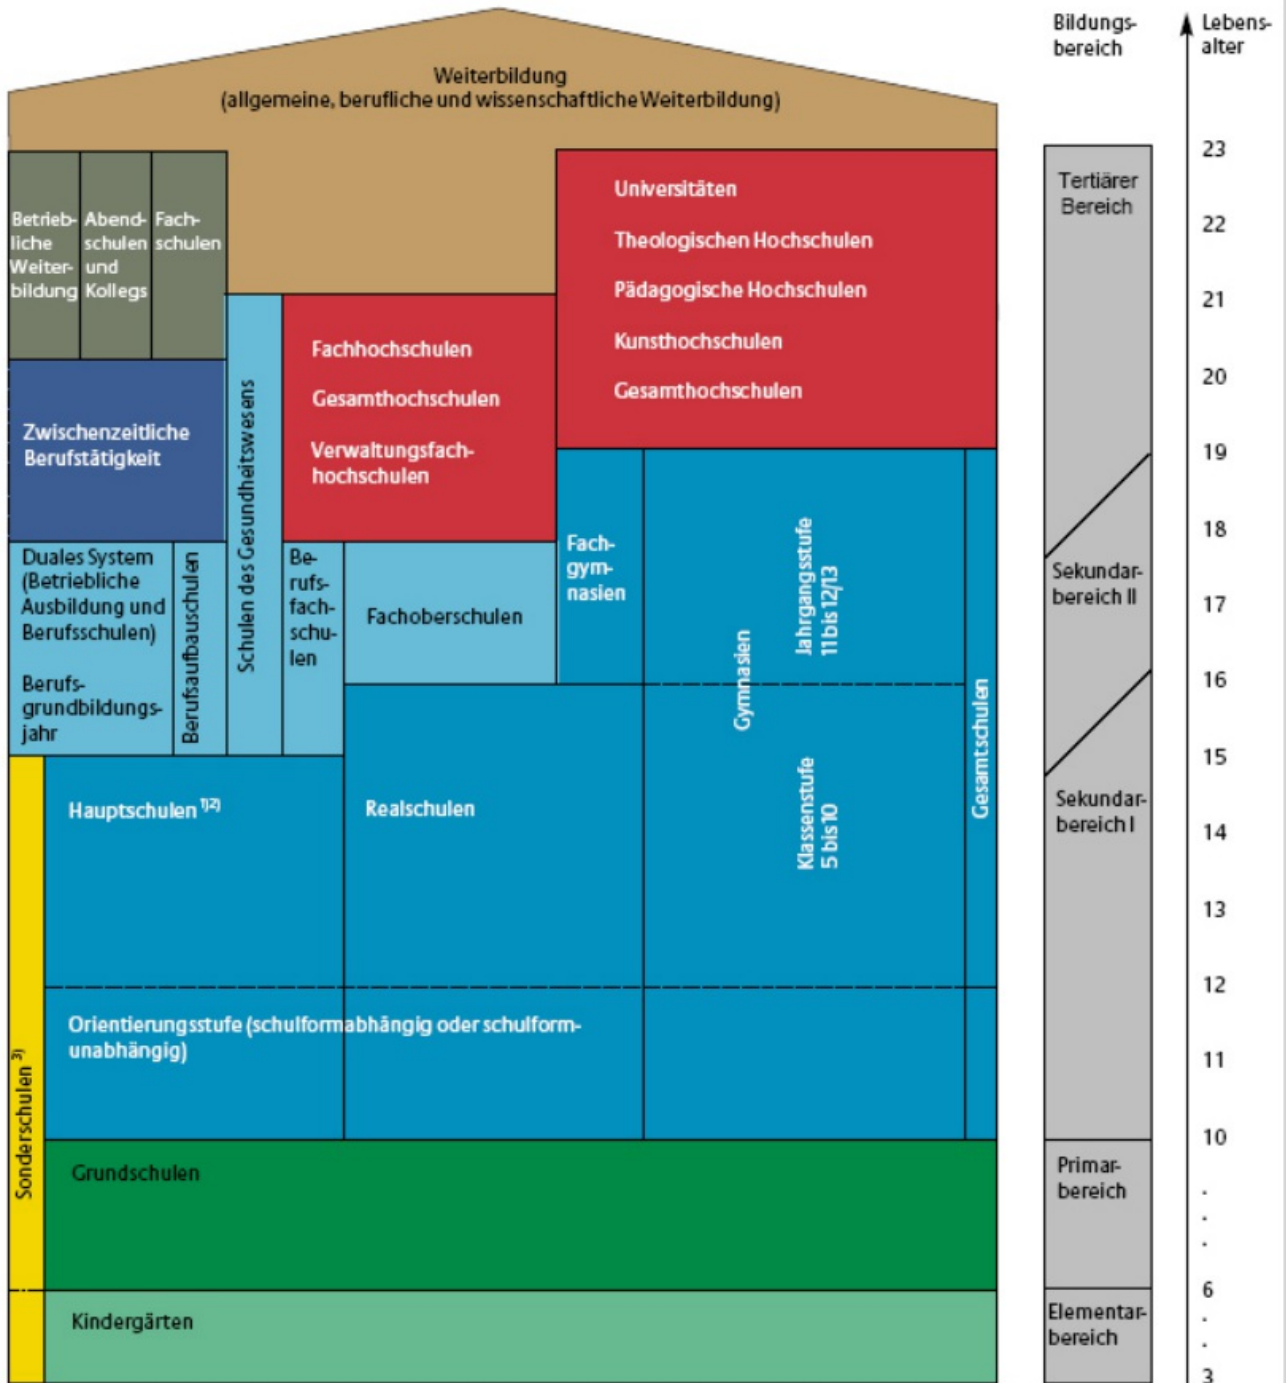 Bildungs-
bereich
Lebens-
alter
Weiterbildung
(allgemeine, berufliche und wissenschaftliche Weiterbildung)
23
22
21
20
19
18
17
16
15
14
13
12
11
10
.
.
.
6
.
.
3
Tertiärer
Bereich
Sekundar-
bereich II
Sekundar-
bereich I
Primar-
bereich
Elementar-
bereich
Betrieb-
liche
Weiter-
bildung
Abend-
schulen
und
Kollegs
Fach-
schulen
Universitäten
Theologischen Hochschulen
Pädagogische Hochschulen
Kunsthochschulen
Gesamthochschulen
Fachhochschulen
Gesamthochschulen
Verwaltungsfach-
hochschulen
Zwischenzeitliche
Berufstätigkeit
Schulen des Gesundheitswesens
Duales System
(Betriebliche
Ausbildung und
Berufsschulen)
Berufs-
grundbildungs-
jahr
Berufsaufbauschulen
Be-
rufs-
fach-
schu-
len
Fachoberschulen
Fach-
gym-
nasien
Gymnasien
Jahrgangsstufe
11 bis 12/13
Klassenstufe
5 bis 10
Gesamtschulen
Hauptschulen 1)2)
Realschulen
Orientierungsstufe (schulformabhängig oder schulform-
unabhängig)
Sonderschulen 3)
Grundschulen
Kindergärten